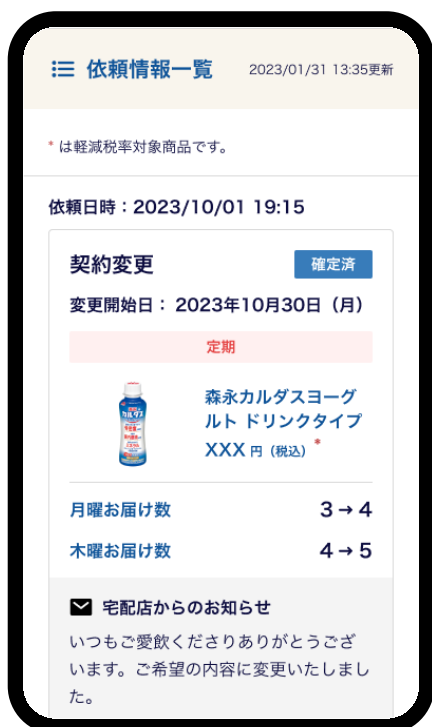 依頼情報一覧 2023/01/31 13:35更新
* は軽減税率対象商品です。
依頼日時：2023/10/01 19:15
契約変更 確定済
変更開始日： 2023年10月30日（月）
定期
カルダス
森永カルダスヨーグ
ルト ドリンクタイプ
XXX 円（税込）*
月曜お届け数 3→4
木曜お届け数 4→5
宅配店からのお知らせ
いつもご愛飲くださりありがとうござ
います。ご希望の内容に変更いたしまし
た。